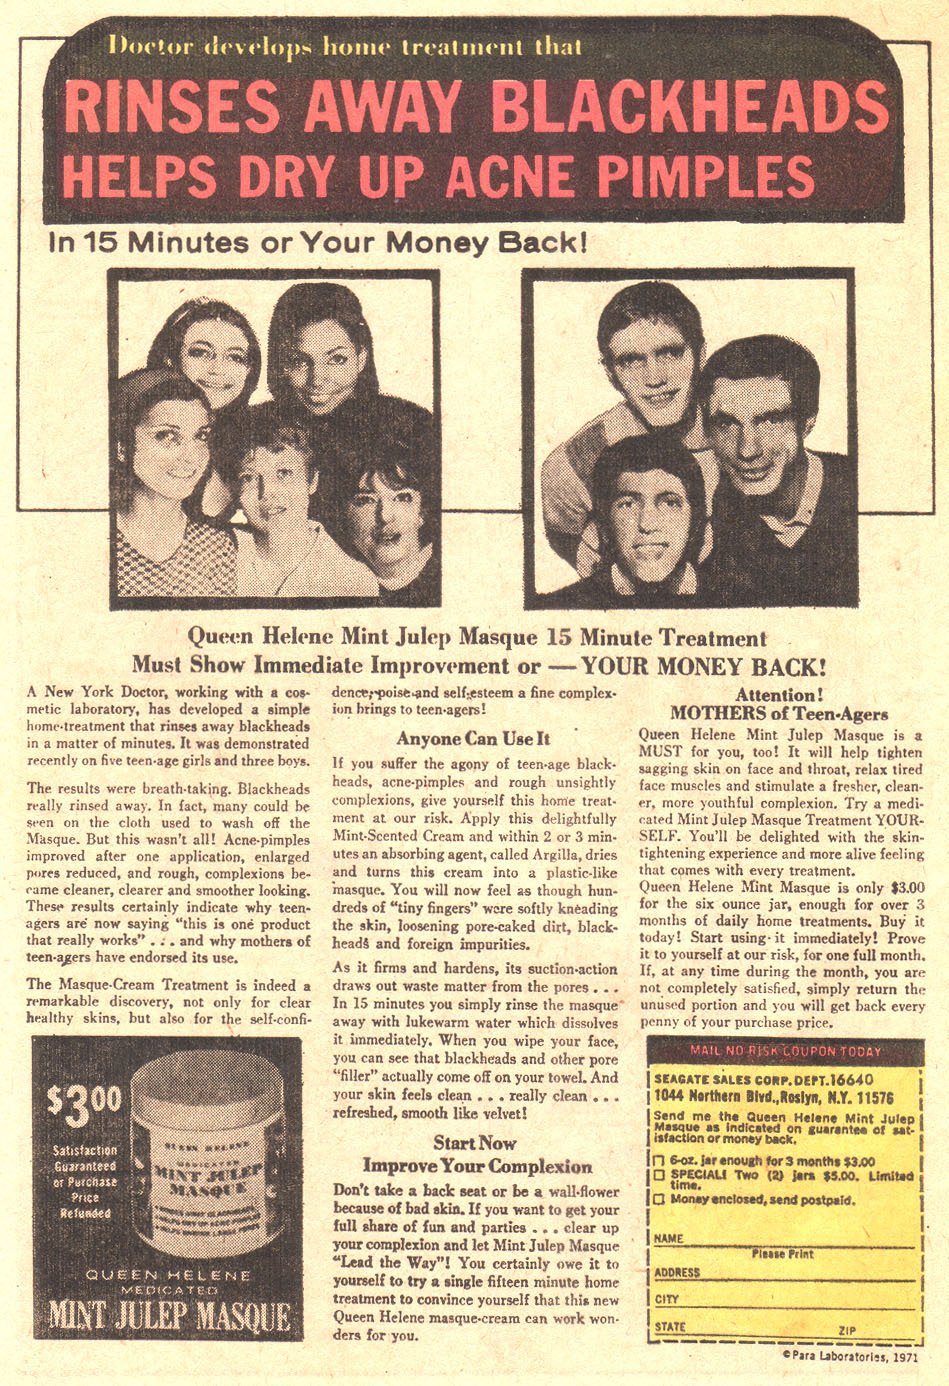 Doctor develops home treatment that
RINSES AWAY BLACKHEADS
HELPS DRY UP ACNE PIMPLES
In 15 Minutes or Your Money Back!
Queen Helene Mint Julep Masque 15 Minute Treatment
Must Show Immediate Improvement or — YOUR MONEY BACK!
A New York Doctor, working with a cos-
metic laboratory, has developed a simple
home-treatment that rinses away blackheads
in a matter of minutes. It was demonstrated
recently on five teen-age girls and three boys.
The results were breath-taking. Blackheads
really rinsed away. In fact, many could be
seen on the cloth used to wash off the
Masque. But this wasn't all! Acne-pimples
improved after one application, enlarged
pores reduced, and rough, complexions be-
came cleaner, clearer and smoother looking.
These results certainly indicate why teen-
agers are now saying "this is one product
that really works" . . . and why mothers of
teen-agers have endorsed its use.
The Masque-Cream Treatment is indeed a
remarkable discovery, not only for clear
healthy skins, but also for the self-confi-
$3.00
Satisfaction
Guaranteed
or Purchase
Price
Refunded
QUEEN HELENE
MEDICATED
MINT JULEP
MASQUE
QUEEN HELENE
MEDICATED
MINT JULEP MASQUE
dence, poise and self-esteem a fine complex-
ion brings to teen-agers!
Anyone Can Use It
If you suffer the agony of teen-age black-
heads, acne-pimples and rough unsightly
complexions, give yourself this home treat-
ment at our risk. Apply this delightfully
Mint-Scented Cream and within 2 or 3 min-
utes an absorbing agent, called Argilla, dries
and turns this cream into a plastic-like
masque. You will now feel as though hun-
dreds of "tiny fingers" were softly kneading
the skin, loosening pore-caked dirt, black-
heads and foreign impurities.
As it firms and hardens, its suction-action
draws out waste matter from the pores . . .
In 15 minutes you simply rinse the masque
away with lukewarm water which dissolves
it immediately. When you wipe your face,
you can see that blackheads and other pore
"filler" actually come off on your towel. And
your skin feels clean . . . really clean . . .
refreshed, smooth like velvet!
Start Now
Improve Your Complexion
Don't take a back seat or be a wall-flower
because of bad skin. If you want to get your
full share of fun and parties . . . clear up
your complexion and let Mint Julep Masque
"Lead the Way"! You certainly owe it to
yourself to try a single fifteen minute home
treatment to convince yourself that this new
Queen Helene masque-cream can work won-
ders for you.
Attention!
MOTHERS of Teen-Agers
Queen Helene Mint Julep Masque is a
MUST for you, too! It will help tighten
sagging skin on face and throat, relax tired
face muscles and stimulate a fresher, clean-
er, more youthful complexion. Try a medi-
cated Mint Julep Masque Treatment YOUR-
SELF. You'll be delighted with the skin-
tightening experience and more alive feeling
that comes with every treatment.
Queen Helene Mint Masque is only $3.00
for the six ounce jar, enough for over 3
months of daily home treatments. Buy it
today! Start using it immediately! Prove
it to yourself at our risk, for one full month.
If, at any time during the month, you are
not completely satisfied, simply return the
unused portion and you will get back every
penny of your purchase price.
MAIL NO RISK COUPON TODAY
SEAGATE SALES CORP. DEPT.16640
1044 Northern Blvd.,Roslyn, N.Y. 11576
Send me the Queen Helene Mint Julep
Masque as indicated on guarantee of sat-
isfaction or money back.
6-oz. jar enough for 3 months $3.00
SPECIAL! Two (2) jars $5.00. Limited
time.
Money enclosed, send postpaid.
NAME
Please Print
ADDRESS
CITY
STATE ZIP
© Para Laboratories, 1971